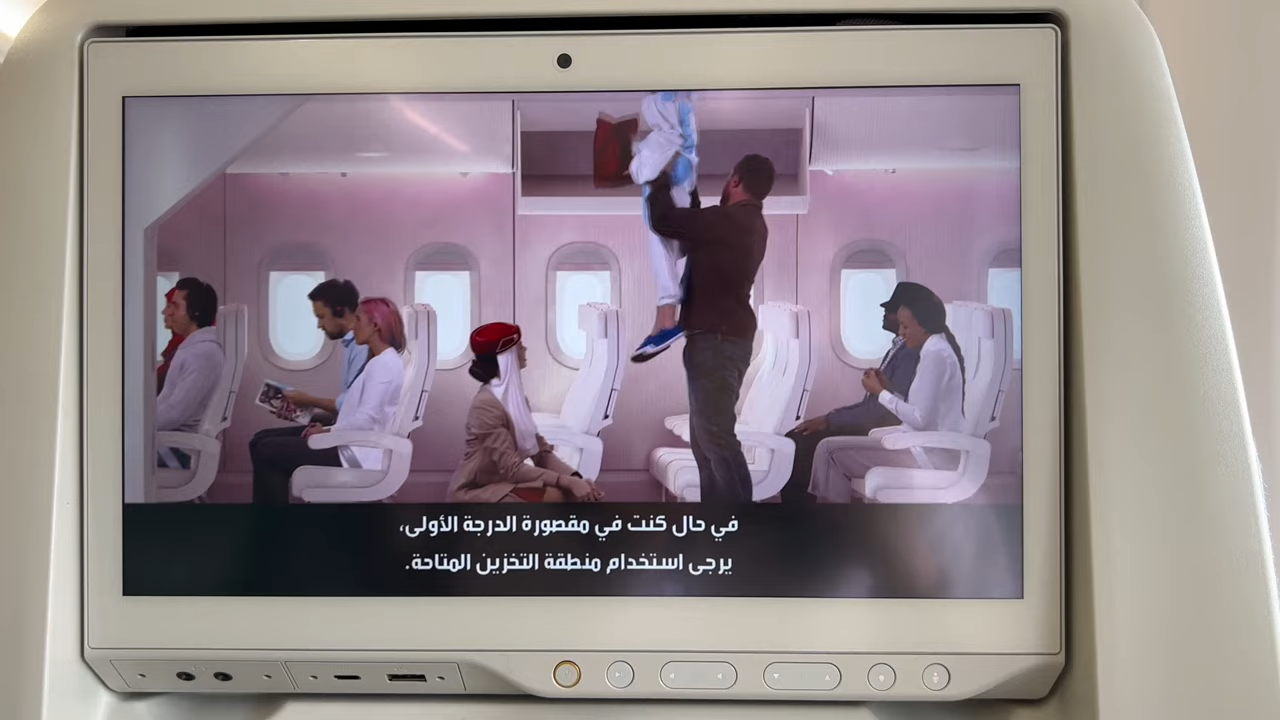 في حال كنت في مقصورة الدرجة الأولى،
يرجى استخدام منطقة التخزين المتاحة.